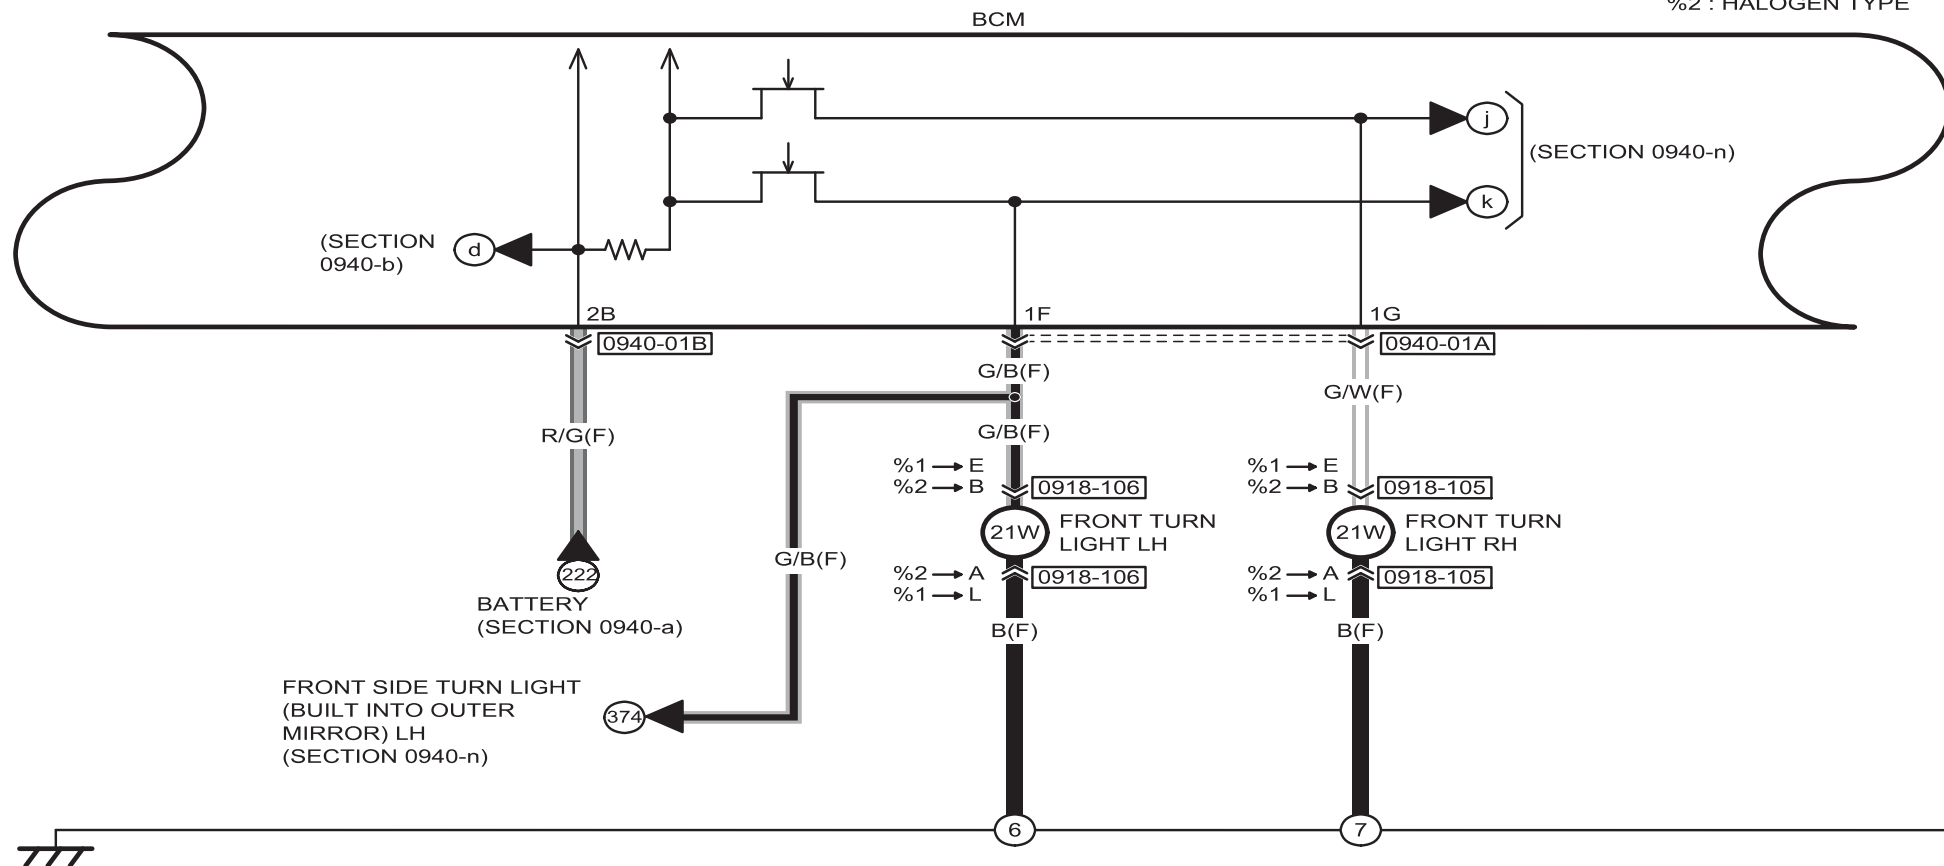 %2 : HALOGEN TYPE
BCM
j
(SECTION 0940-n)
k
(SECTION
0940-b)
d
2B
1F
1G
0940-01B
0940-01A
G/B(F)
G/W(F)
R/G(F)
G/B(F)
%1 E
%2 B
0918-106
%1 E
%2 B
0918-105
21W
FRONT TURN
LIGHT LH
21W
FRONT TURN
LIGHT RH
G/B(F)
222
BATTERY
(SECTION 0940-a)
%2 A
%1 L
0918-106
%2 A
%1 L
0918-105
B(F)
B(F)
FRONT SIDE TURN LIGHT
(BUILT INTO OUTER
MIRROR) LH
(SECTION 0940-n)
374
6
7